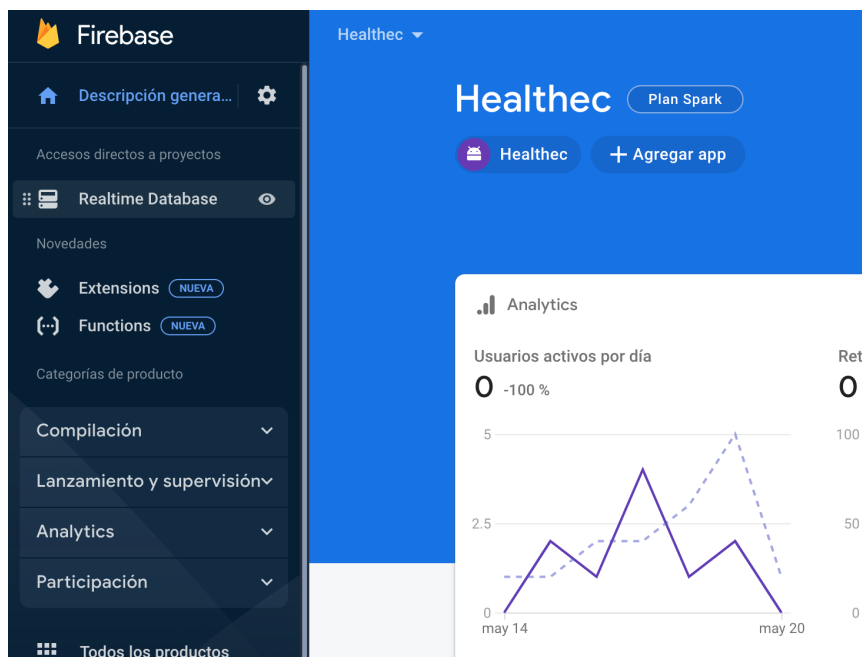 Firebase
Healthec
Descripción genera...
Accesos directos a proyectos
Realtime Database
Novedades
Extensions NUEVA
Functions NUEVA
Categorías de producto
Compilación
Lanzamiento y supervisión
Analytics
Participación
Todos los productos
Healthec Plan Spark
Healthec + Agregar app
Analytics
Usuarios activos por día
0 -100 %
5
2.5
0
may 14 may 20
Ret
0
100
50
0